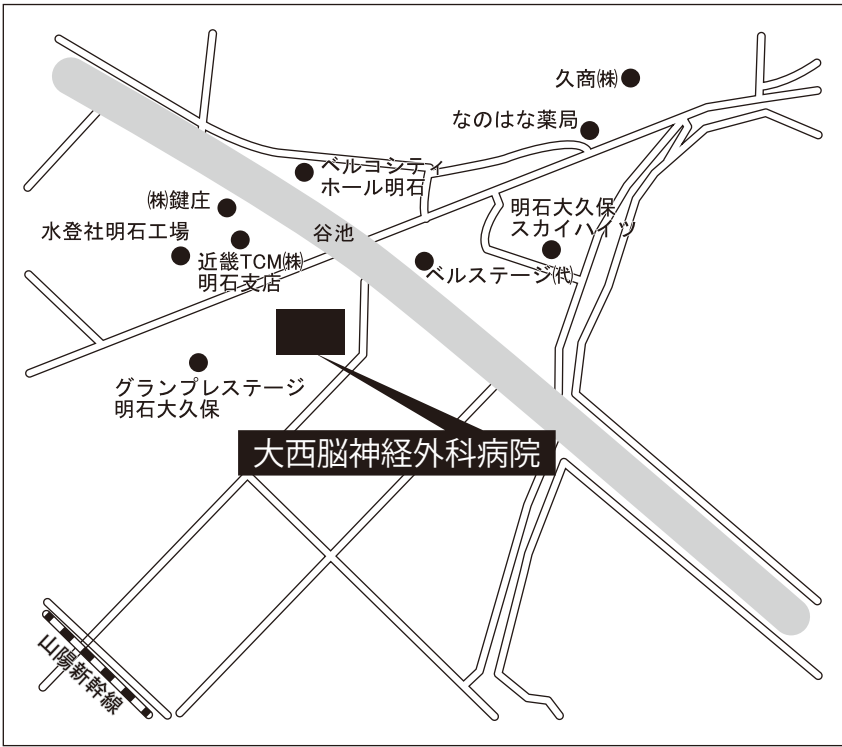 久商㈱
なのはな薬局
ベルコシティ
ホール明石
㈱鍵庄
明石大久保
スカイハイツ
水登社明石工場
谷池
近畿TCM㈱
明石支店
ベルステージ㈹
グランプレステージ
明石大久保
大西脳神経外科病院
山陽新幹線